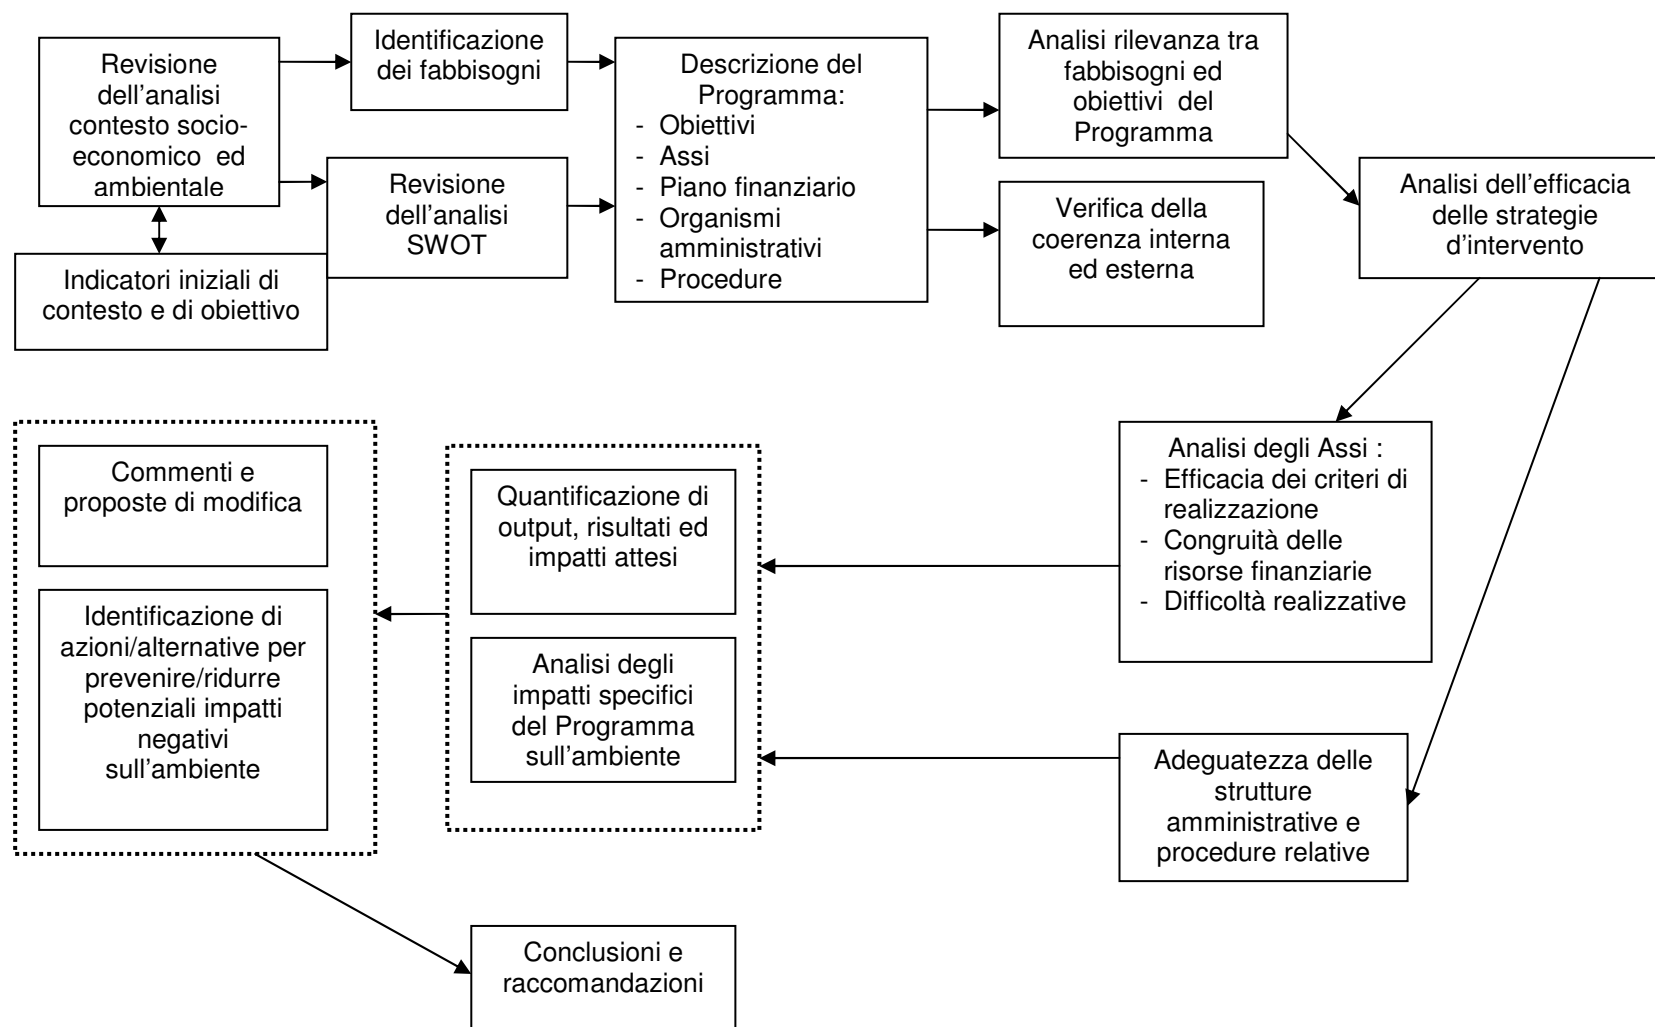 Revisione
dell'analisi
contesto socio-
economico ed
ambientale
Indicatori iniziali di
contesto e di obiettivo
Identificazione
dei fabbisogni
Revisione
dell'analisi
SWOT
Descrizione del
Programma:
- Obiettivi
- Assi
- Piano finanziario
- Organismi
amministrativi
- Procedure
Analisi rilevanza tra
fabbisogni ed
obiettivi del
Programma
Verifica della
coerenza interna
ed esterna
Analisi dell'efficacia
delle strategie
d'intervento
Analisi degli Assi :
- Efficacia dei criteri di
realizzazione
- Congruità delle
risorse finanziarie
- Difficoltà realizzative
Adeguatezza delle
strutture
amministrative e
procedure relative
Quantificazione di
output, risultati ed
impatti attesi
Analisi degli
impatti specifici
del Programma
sull'ambiente
Commenti e
proposte di modifica
Identificazione di
azioni/alternative per
prevenire/ridurre
potenziali impatti
negativi
sull'ambiente
Conclusioni e
raccomandazioni